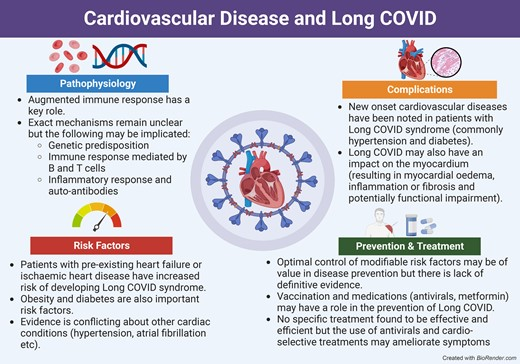 Cardiovascular Disease and Long COVID
Pathophysiology
• Augmented immune response has a
key role.
• Exact mechanisms remain unclear
but the following may be implicated:
○ Genetic predisposition
○ Immune response mediated by
B and T cells
○ Inflammatory response and
auto-antibodies
Complications
• New onset cardiovascular diseases
have been noted in patients with
Long COVID syndrome (commonly
hypertension and diabetes).
• Long COVID may also have an
impact on the myocardium
(resulting in myocardial oedema,
inflammation or fibrosis and
potentially functional impairment).
Risk Factors
• Patients with pre-existing heart failure or
ischaemic heart disease have increased
risk of developing Long COVID syndrome.
• Obesity and diabetes are also important
risk factors.
• Evidence is conflicting about other cardiac
conditions (hypertension, atrial fibrillation
etc).
Prevention & Treatment
• Optimal control of modifiable risk factors may be of
value in disease prevention but there is lack of
definitive evidence.
• Vaccination and medications (antivirals, metformin)
may have a role in the prevention of Long COVID.
• No specific treatment found to be effective and
efficient but the use of antivirals and cardio-
selective treatments may ameliorate symptoms
Created with BioRender.com